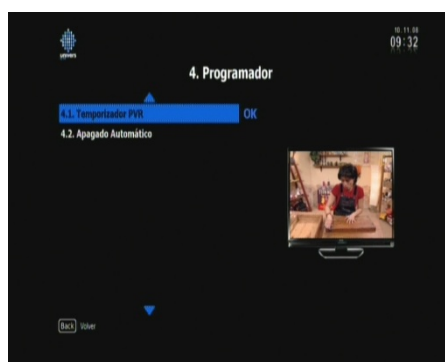 10.11.08
09:32
4. Programador
4.1. Temporizador PVR OK
4.2. Apagado Automático
Back Volver